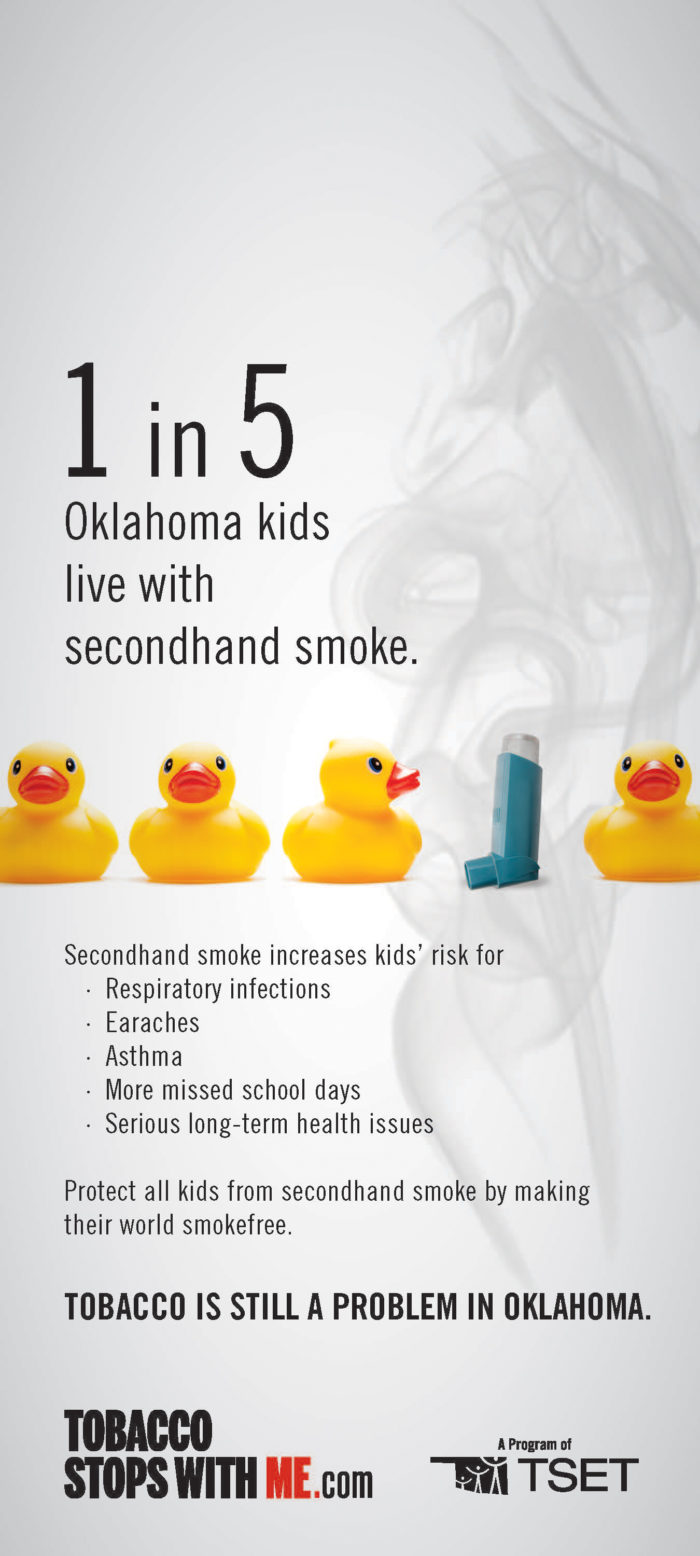 1 in 5
Oklahoma kids
live with
secondhand smoke.
Secondhand smoke increases kids’ risk for
· Respiratory infections
· Earaches
· Asthma
· More missed school days
· Serious long-term health issues
Protect all kids from secondhand smoke by making
their world smokefree.
TOBACCO IS STILL A PROBLEM IN OKLAHOMA.
TOBACCO
STOPS WITH ME.com
A Program of
TSET